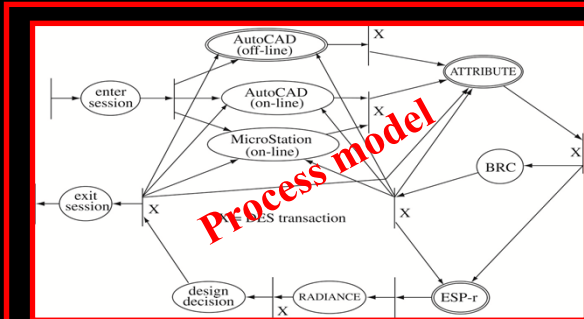 AutoCAD
(off-line)
X
ATTRIBUTE
enter
session
AutoCAD
(on-line)
X
MicroStation
(on-line)
X
BRC
Process model
exit
session
X
X = DES transaction
X
design
decision
X
RADIANCE
ESP-r